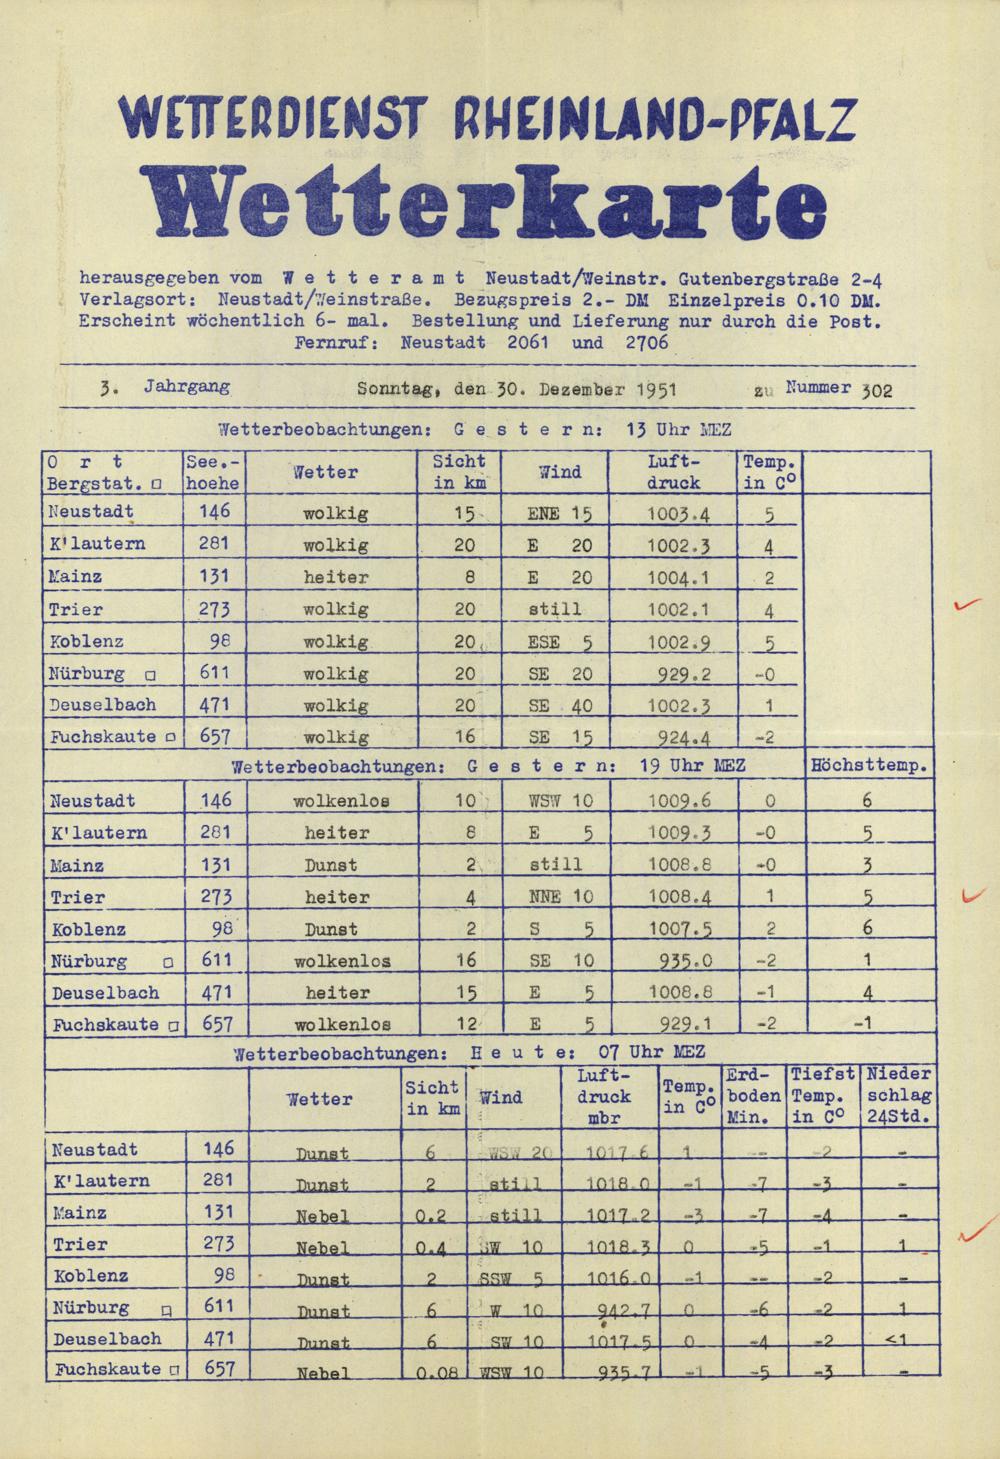 WETTERDIENST RHEINLAND-PFALZ
Wetterkarte
herausgegeben vom W e t t e r a m t Neustadt/Weinstr. Gutenbergstraße 2-4
Verlagsort: Neustadt/Weinstraße. Bezugspreis 2.- DM Einzelpreis 0.10 DM.
Erscheint wöchentlich 6- mal. Bestellung und Lieferung nur durch die Post.
Fernruf: Neustadt 2061 und 2706
3. Jahrgang Sonntag, den 30. Dezember 1951 zu Nummer 302
Wetterbeobachtungen: G e s t e r n: 13 Uhr MEZ
O r t See.- Wetter Sicht Wind Luft- Temp.
Bergstat. □ hoehe in km druck in C°
Neustadt 146 wolkig 15 ENE 15 1003.4 5
K'lautern 281 wolkig 20 E 20 1002.3 4
Mainz 131 heiter 8 E 20 1004.1 2
Trier 273 wolkig 20 still 1002.1 4
Koblenz 98 wolkig 20 ESE 5 1002.9 5
Nürburg □ 611 wolkig 20 SE 20 929.2 -0
Deuselbach 471 wolkig 20 SE 40 1002.3 1
Fuchskaute □ 657 wolkig 16 SE 15 924.4 -2
Wetterbeobachtungen: G e s t e r n: 19 Uhr MEZ Höchsttemp.
Neustadt 146 wolkenlos 10 WSW 10 1009.6 0 6
K'lautern 281 heiter 8 E 5 1009.3 -0 5
Mainz 131 Dunst 2 still 1008.8 -0 3
Trier 273 heiter 4 NNE 10 1008.4 1 5
Koblenz 98 Dunst 2 S 5 1007.5 2 6
Nürburg □ 611 wolkenlos 16 SE 10 935.0 -2 1
Deuselbach 471 heiter 15 E 5 1008.8 -1 4
Fuchskaute □ 657 wolkenlos 12 E 5 929.1 -2 -1
Wetterbeobachtungen: H e u t e: 07 Uhr MEZ
Wetter Sicht Wind Luft- Temp. Erd- Tiefst Nieder
in km druck in C° boden Temp. schlag
mbr Min. in C° 24Std.
Neustadt 146 Dunst 6 WSW 20 1017.6 1 -- -2 -
K'lautern 281 Dunst 2 still 1018.0 -1 -7 -3 -
Mainz 131 Nebel 0.2 still 1017.2 -3 -7 -4 -
Trier 273 Nebel 0.4 SW 10 1018.3 0 -5 -1 1
Koblenz 98 Dunst 2 SSW 5 1016.0 -1 -- -2 -
Nürburg □ 611 Dunst 6 W 10 942.7 0 -6 -2 1
Deuselbach 471 Dunst 6 SW 10 1017.5 0 -4 -2 <1
Fuchskaute □ 657 Nebel 0.08 WSW 10 935.7 -1 -5 -3 -